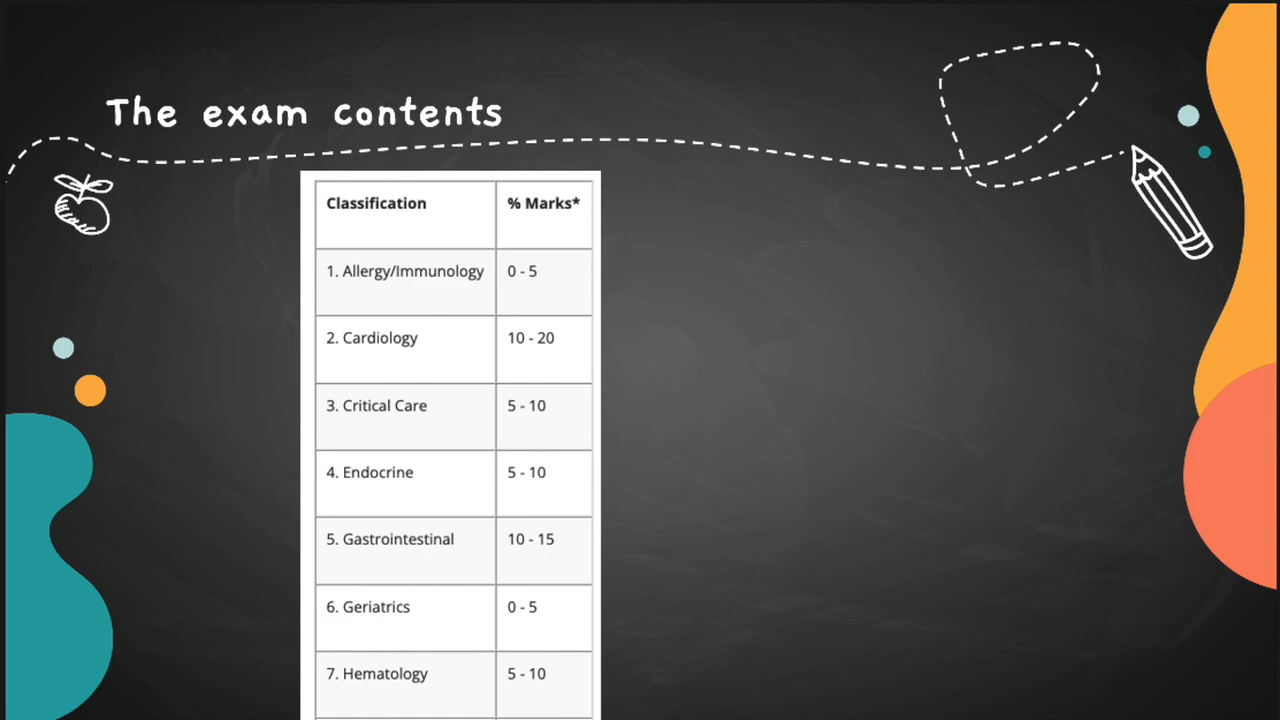 The exam contents
Classification % Marks*
1. Allergy/Immunology 0 - 5
2. Cardiology 10 - 20
3. Critical Care 5 - 10
4. Endocrine 5 - 10
5. Gastrointestinal 10 - 15
6. Geriatrics 0 - 5
7. Hematology 5 - 10